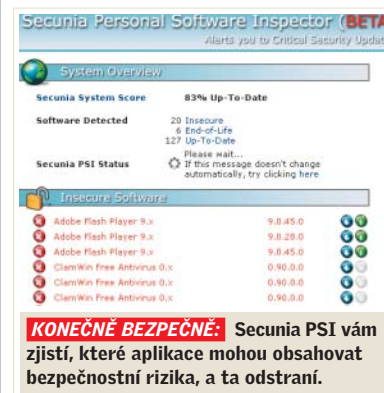 Secunia Personal Software Inspector (BETA
Alerts you to Critical Security Updat
System Overview
Secunia System Score 83% Up-To-Date
Software Detected 20 Insecure
6 End-of-Life
127 Up-To-Date
Secunia PSI Status Please wait...
If this message doesn't change
automatically, try clicking here
Insecure Software
Adobe Flash Player 9.x 9.0.45.0
Adobe Flash Player 9.x 9.0.28.0
Adobe Flash Player 9.x 9.0.45.0
ClamWin Free Antivirus 0.x 0.90.0.0
ClamWin Free Antivirus 0.x 0.90.0.0
ClamWin Free Antivirus 0.x 0.90.0.0
KONEČNĚ BEZPEČNĚ: Secunia PSI vám
zjistí, které aplikace mohou obsahovat
bezpečnostní rizika, a ta odstraní.